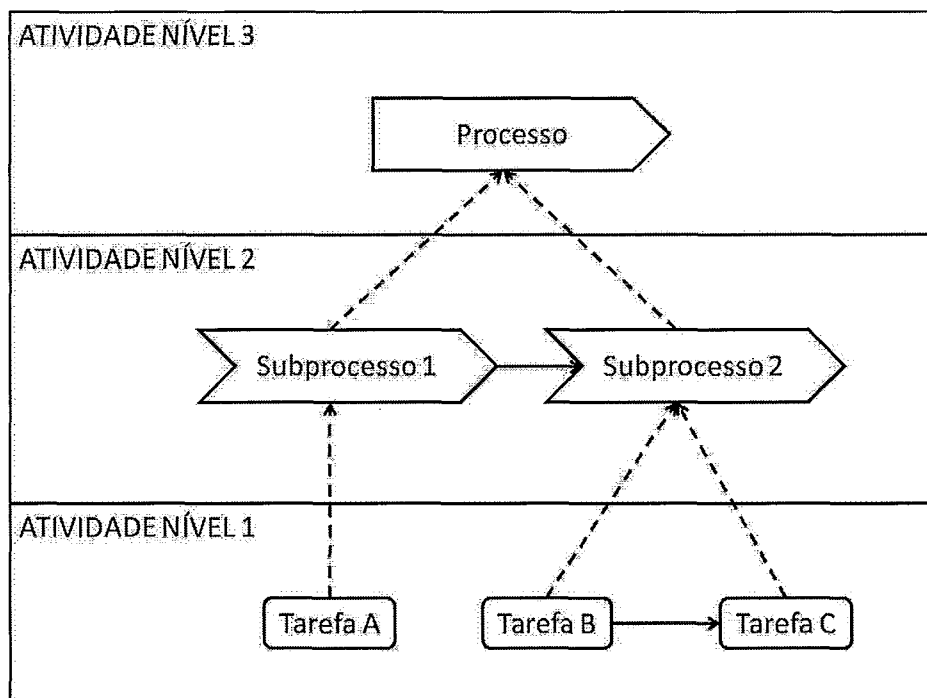 ATIVIDADE NÍVEL 3
Processo
ATIVIDADE NÍVEL 2
Subprocesso 1
Subprocesso 2
ATIVIDADE NÍVEL 1
Tarefa A
Tarefa B
Tarefa C